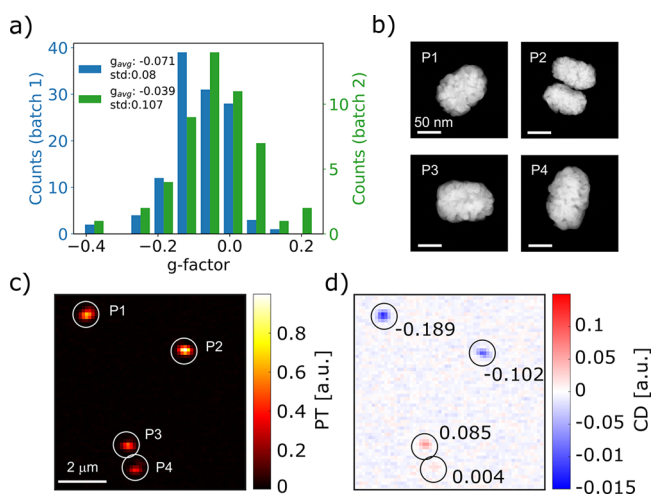 a)
g_avg: -0.071
std:0.08
g_avg: -0.039
std:0.107
Counts (batch 1)
40
30
20
10
0
Counts (batch 2)
10
5
0
−0.4
−0.2
0.0
0.2
g-factor
b)
P1
50 nm
P2
P3
P4
c)
P1
P2
P3
P4
2 μm
0.8
0.6
0.4
0.2
0
PT [a.u.]
d)
-0.189
-0.102
0.085
0.004
0.1
0.05
0
-0.005
-0.01
-0.015
CD [a.u.]